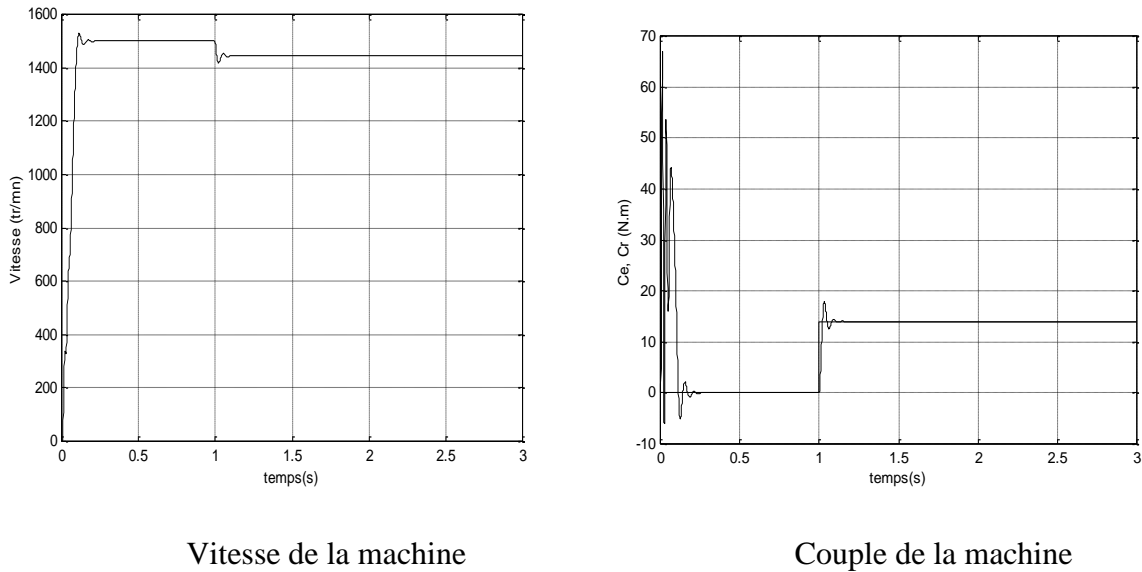 1600
1400
1200
1000
800
600
400
200
0
Vitesse (tr/mn)
0 0.5 1 1.5 2 2.5 3
temps(s)
70
60
50
40
30
20
10
0
-10
Ce, Cr (N.m)
0 0.5 1 1.5 2 2.5 3
temps(s)
Vitesse de la machine
Couple de la machine